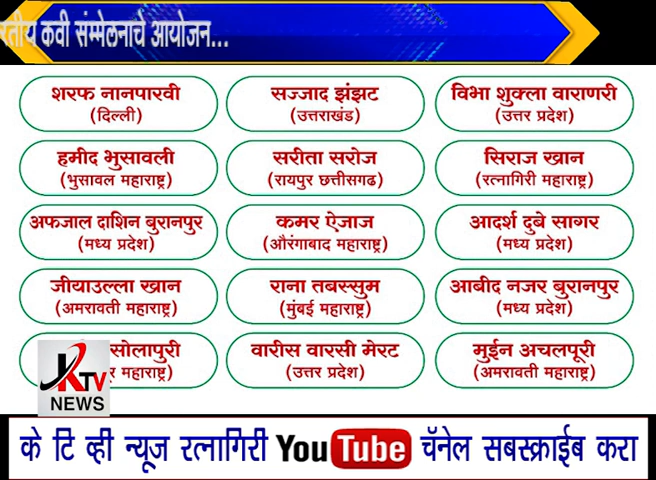 रतीय कवी संम्मेलनाचे आयोजन...
शरफ नानपारवी
(दिल्ली)
सज्जाद झंझट
(उत्तराखंड)
विभा शुक्ला वाराणरी
(उत्तर प्रदेश)
हमीद भुसावली
(भुसावल महाराष्ट्र)
सरीता सरोज
(रायपुर छत्तीसगढ)
सिराज खान
(रत्नागिरी महाराष्ट्र)
अफजाल दाशिन बुरानपुर
(मध्य प्रदेश)
कमर ऐजाज
(औरंगाबाद महाराष्ट्र)
आदर्श दुबे सागर
(मध्य प्रदेश)
जीयाउल्ला खान
(अमरावती महाराष्ट्र)
राना तबस्सुम
(मुंबई महाराष्ट्र)
आबीद नजर बुरानपुर
(मध्य प्रदेश)
सोलापुरी
महाराष्ट्र)
वारीस वारसी मेरट
(उत्तर प्रदेश)
मुईन अचलपूरी
(अमरावती महाराष्ट्र)
KTV
NEWS
के टि व्ही न्यूज रत्नागिरी YouTube चॅनेल सबस्क्राईब करा